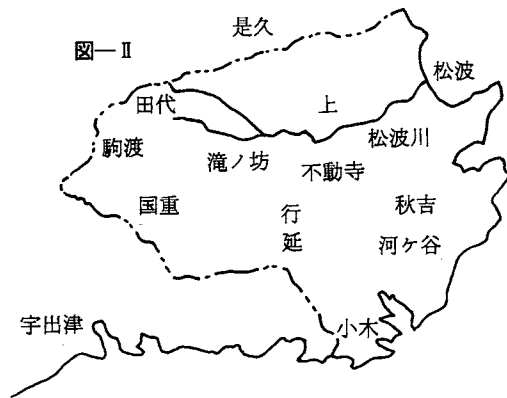 図—Ⅱ
是久
松波
田代
上
松波川
駒渡
滝ノ坊
不動寺
国重
行延
秋吉
河ケ谷
宇出津
小木